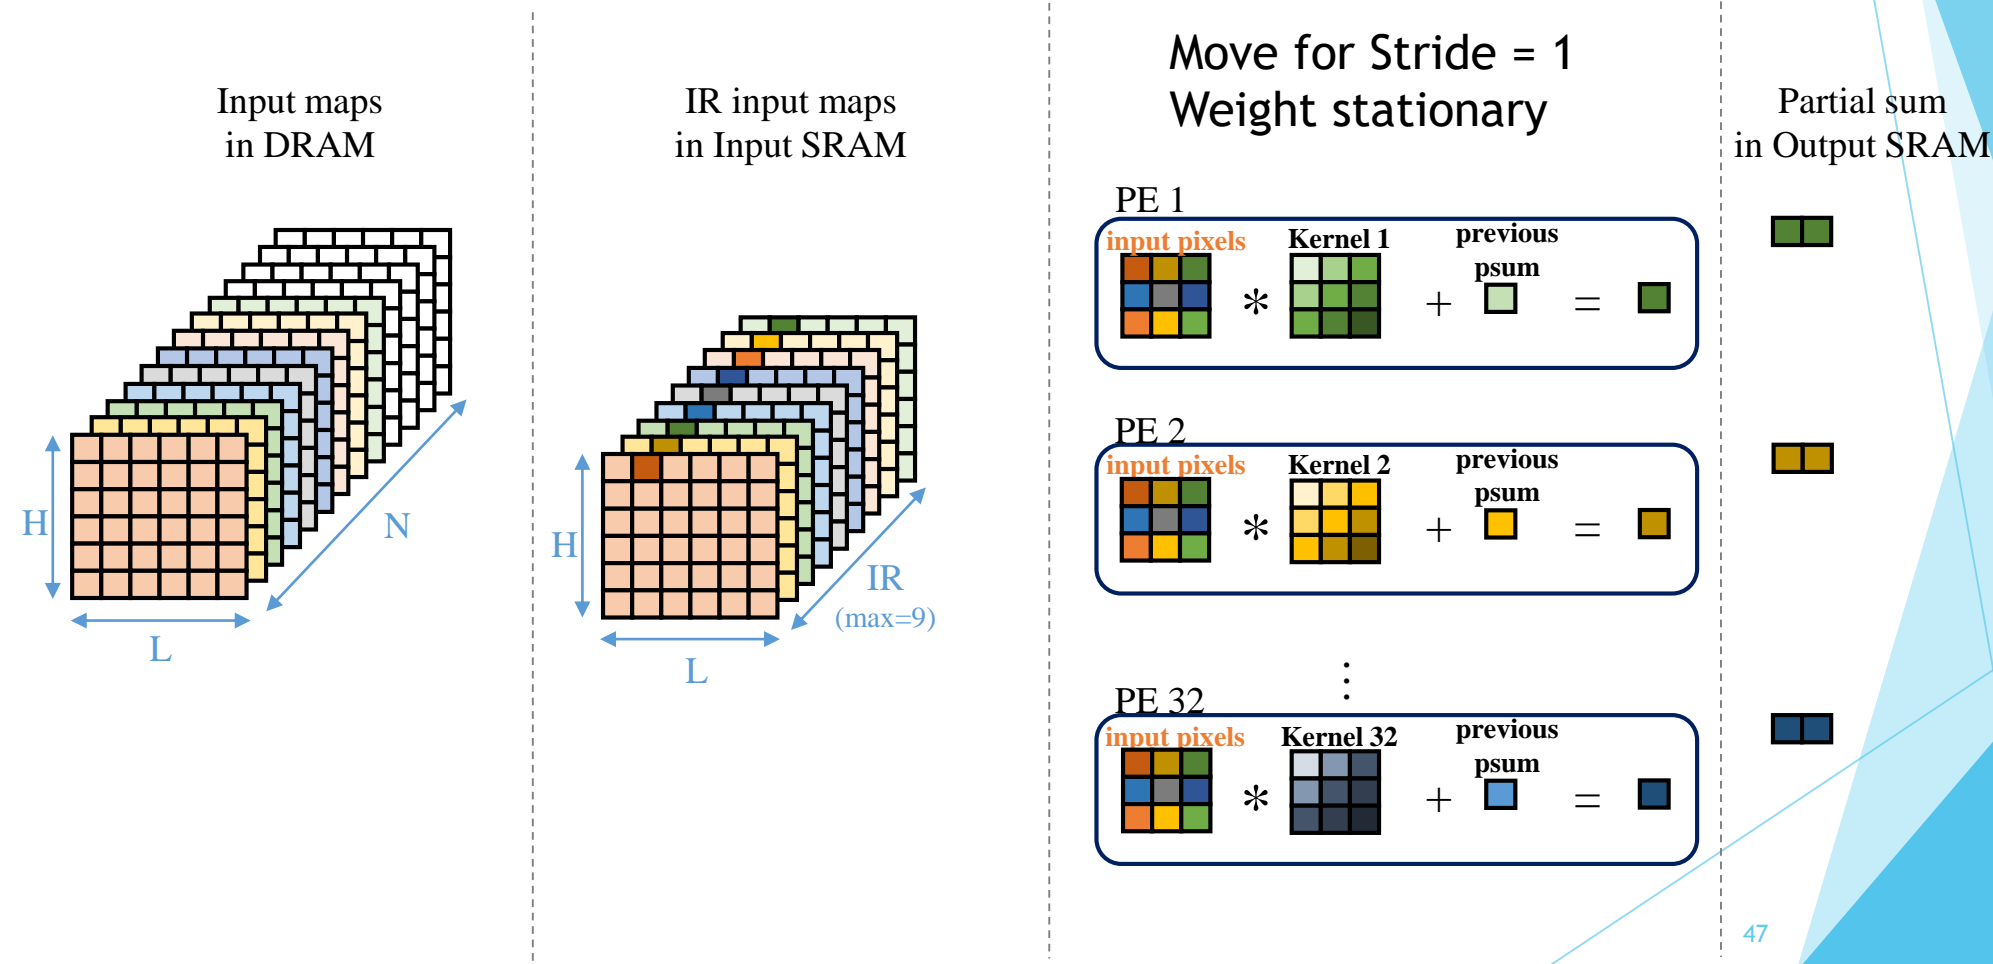 Input maps
in DRAM
H
L
N
IR input maps
in Input SRAM
H
L
IR
(max=9)
Move for Stride = 1
Weight stationary
PE 1
input pixels
Kernel 1
previous
psum
*
+
=
PE 2
input pixels
Kernel 2
previous
psum
*
+
=
⋮
PE 32
input pixels
Kernel 32
previous
psum
*
+
=
Partial sum
in Output SRAM
47